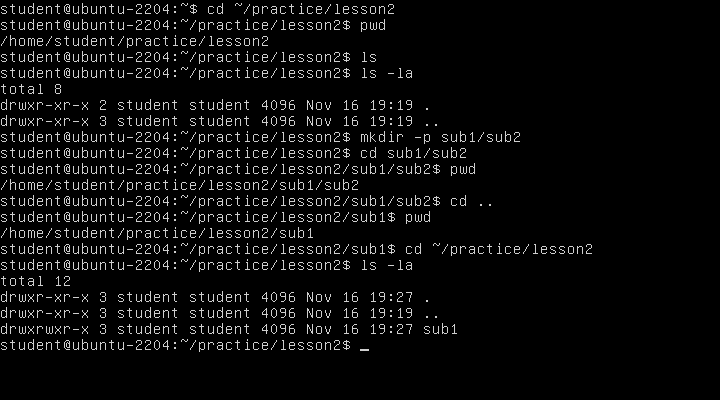 student@ubuntu-2204:~$ cd ~/practice/lesson2
student@ubuntu-2204:~/practice/lesson2$ pwd
/home/student/practice/lesson2
student@ubuntu-2204:~/practice/lesson2$ ls
student@ubuntu-2204:~/practice/lesson2$ ls -la
total 8
drwxr-xr-x 2 student student 4096 Nov 16 19:19 .
drwxr-xr-x 3 student student 4096 Nov 16 19:19 ..
student@ubuntu-2204:~/practice/lesson2$ mkdir -p sub1/sub2
student@ubuntu-2204:~/practice/lesson2$ cd sub1/sub2
student@ubuntu-2204:~/practice/lesson2/sub1/sub2$ pwd
/home/student/practice/lesson2/sub1/sub2
student@ubuntu-2204:~/practice/lesson2/sub1/sub2$ cd ..
student@ubuntu-2204:~/practice/lesson2/sub1$ pwd
/home/student/practice/lesson2/sub1
student@ubuntu-2204:~/practice/lesson2/sub1$ cd ~/practice/lesson2
student@ubuntu-2204:~/practice/lesson2$ ls -la
total 12
drwxr-xr-x 3 student student 4096 Nov 16 19:27 .
drwxr-xr-x 3 student student 4096 Nov 16 19:19 ..
drwxrwxr-x 3 student student 4096 Nov 16 19:27 sub1
student@ubuntu-2204:~/practice/lesson2$ _